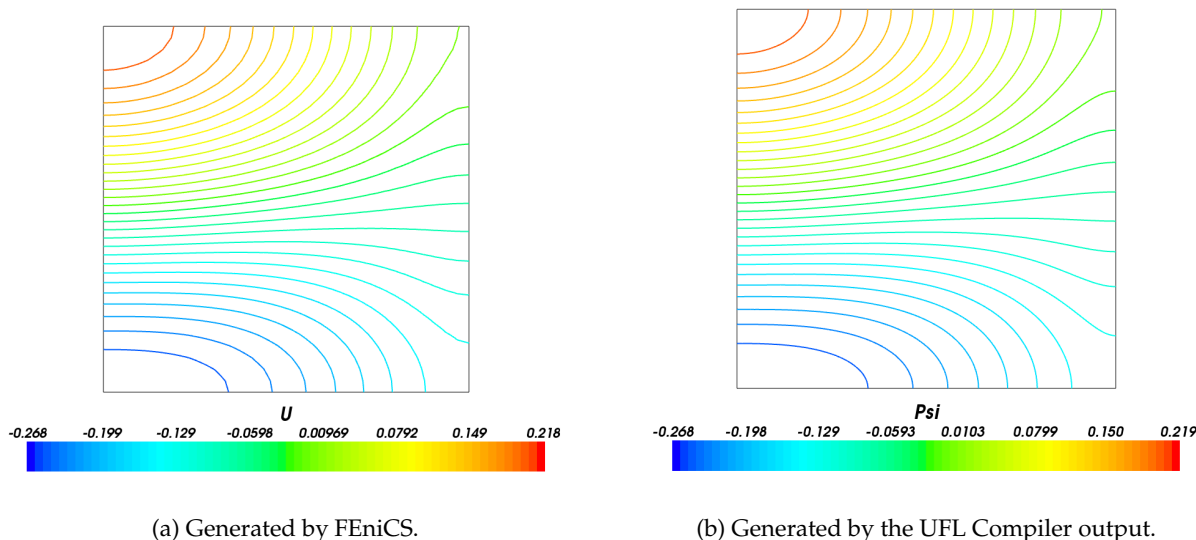 U
-0.268 -0.199 -0.129 -0.0598 0.00969 0.0792 0.149 0.218
(a) Generated by FEniCS.
Psi
-0.268 -0.198 -0.129 -0.0593 0.0103 0.0799 0.150 0.219
(b) Generated by the UFL Compiler output.